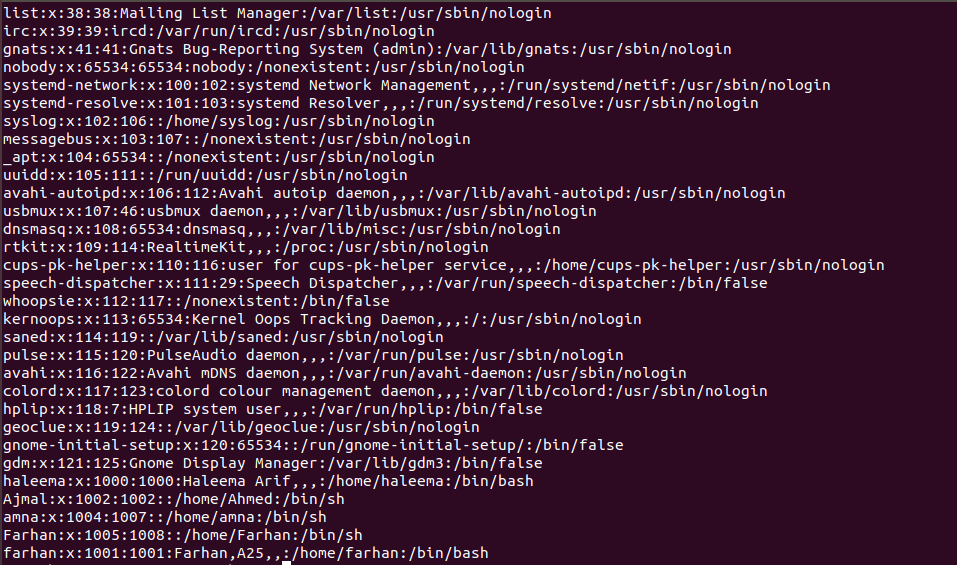 list:x:38:38:Mailing List Manager:/var/list:/usr/sbin/nologin
irc:x:39:39:ircd:/var/run/ircd:/usr/sbin/nologin
gnats:x:41:41:Gnats Bug-Reporting System (admin):/var/lib/gnats:/usr/sbin/nologin
nobody:x:65534:65534:nobody:/nonexistent:/usr/sbin/nologin
systemd-network:x:100:102:systemd Network Management,,,:/run/systemd/netif:/usr/sbin/nologin
systemd-resolve:x:101:103:systemd Resolver,,,:/run/systemd/resolve:/usr/sbin/nologin
syslog:x:102:106::/home/syslog:/usr/sbin/nologin
messagebus:x:103:107::/nonexistent:/usr/sbin/nologin
_apt:x:104:65534::/nonexistent:/usr/sbin/nologin
uuidd:x:105:111::/run/uuidd:/usr/sbin/nologin
avahi-autoipd:x:106:112:Avahi autoip daemon,,,:/var/lib/avahi-autoipd:/usr/sbin/nologin
usbmux:x:107:46:usbmux daemon,,,:/var/lib/usbmux:/usr/sbin/nologin
dnsmasq:x:108:65534:dnsmasq,,,:/var/lib/misc:/usr/sbin/nologin
rtkit:x:109:114:RealtimeKit,,,:/proc:/usr/sbin/nologin
cups-pk-helper:x:110:116:user for cups-pk-helper service,,,:/home/cups-pk-helper:/usr/sbin/nologin
speech-dispatcher:x:111:29:Speech Dispatcher,,,:/var/run/speech-dispatcher:/bin/false
whoopsie:x:112:117::/nonexistent:/bin/false
kernoops:x:113:65534:Kernel Oops Tracking Daemon,,,:/:/usr/sbin/nologin
saned:x:114:119::/var/lib/saned:/usr/sbin/nologin
pulse:x:115:120:PulseAudio daemon,,,:/var/run/pulse:/usr/sbin/nologin
avahi:x:116:122:Avahi mDNS daemon,,,:/var/run/avahi-daemon:/usr/sbin/nologin
colord:x:117:123:colord colour management daemon,,,:/var/lib/colord:/usr/sbin/nologin
hplip:x:118:7:HPLIP system user,,,:/var/run/hplip:/bin/false
geoclue:x:119:124::/var/lib/geoclue:/usr/sbin/nologin
gnome-initial-setup:x:120:65534::/run/gnome-initial-setup/:/bin/false
gdm:x:121:125:Gnome Display Manager:/var/lib/gdm3:/bin/false
haleema:x:1000:1000:Haleema Arif,,,:/home/haleema:/bin/bash
Ajmal:x:1002:1002::/home/Ahmed:/bin/sh
amna:x:1004:1007::/home/amna:/bin/sh
Farhan:x:1005:1008::/home/Farhan:/bin/sh
farhan:x:1001:1001:Farhan,A25,,:/home/farhan:/bin/bash